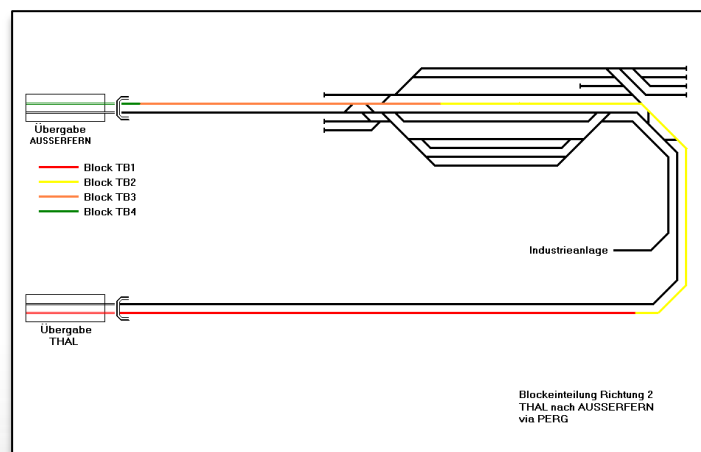 Übergabe
AUSSERFERN
Block TB1
Block TB2
Block TB3
Block TB4
Industrieanlage
Übergabe
THAL
Blockeinteilung Richtung 2
THAL nach AUSSERFERN
via PERG